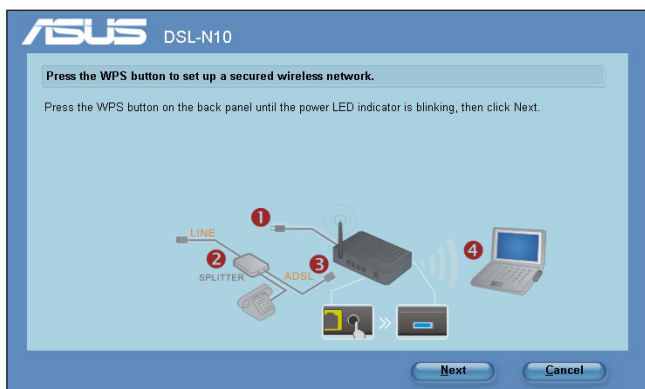 ASUS DSL-N10
Press the WPS button to set up a secured wireless network.
Press the WPS button on the back panel until the power LED indicator is blinking, then click Next.
1
LINE
2
3
4
SPLITTER
ADSL
Next
Cancel